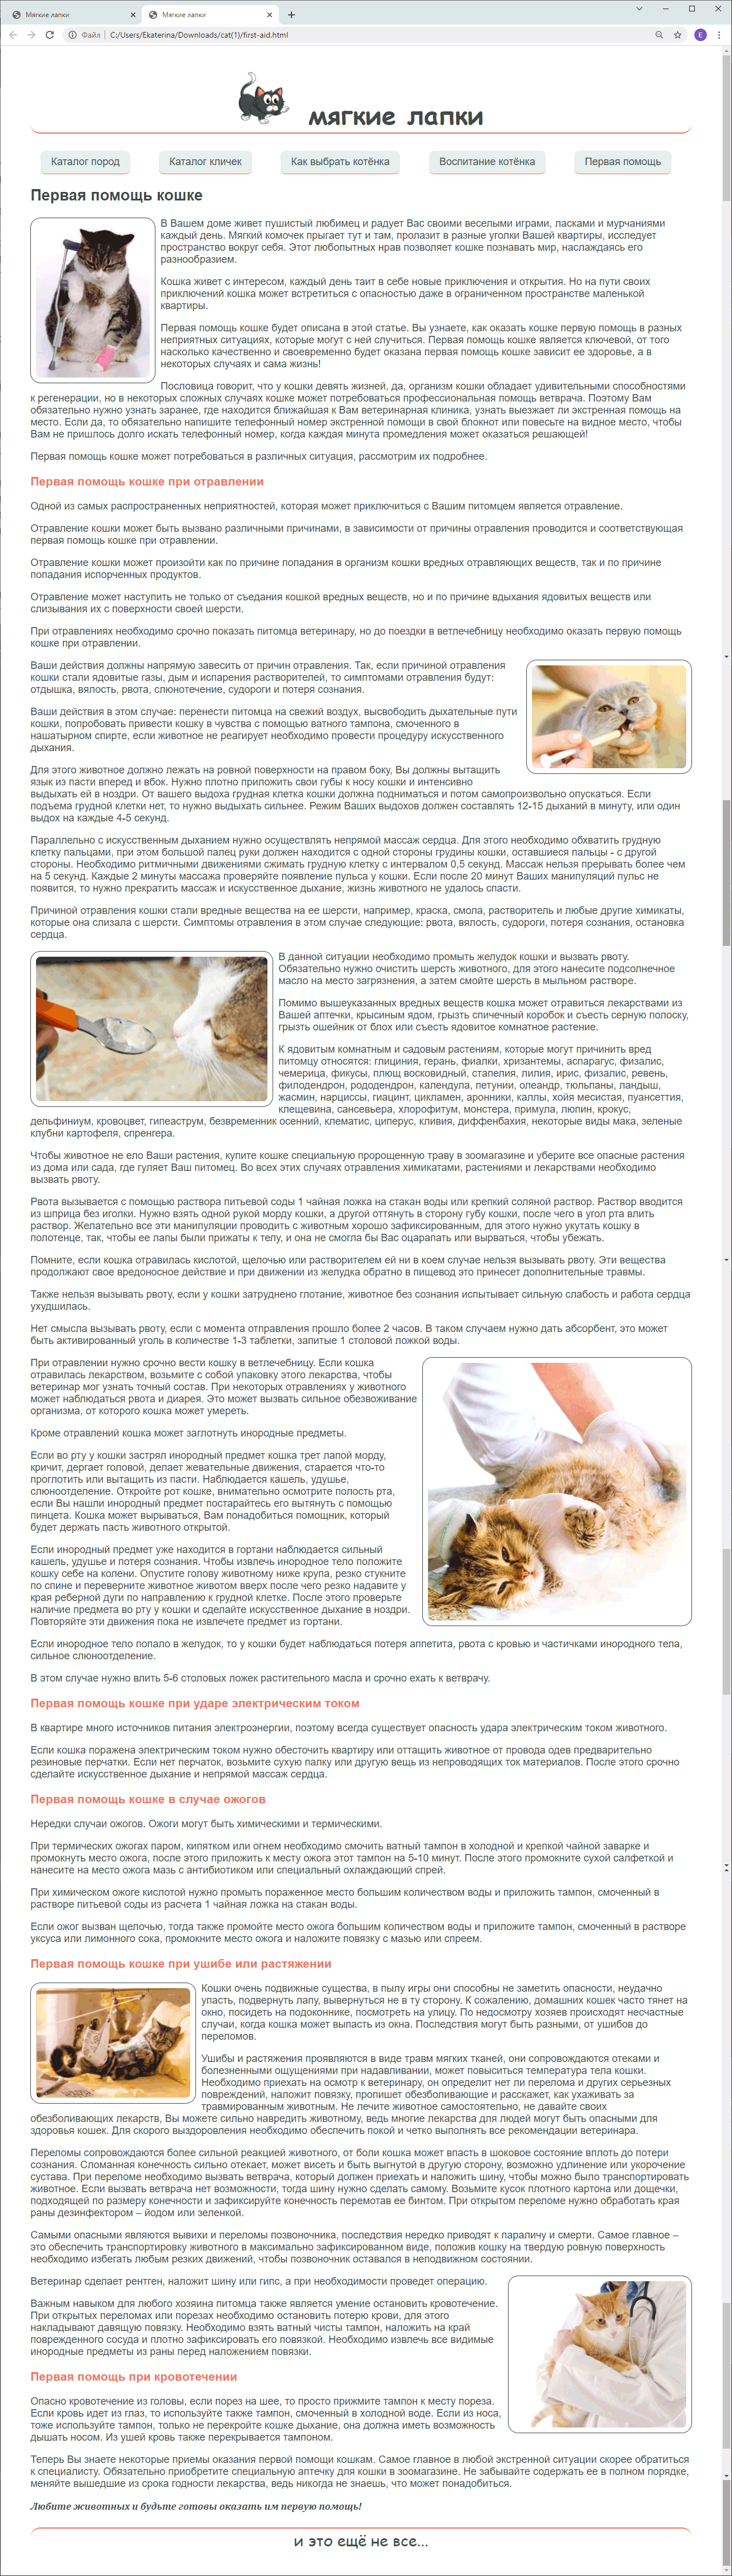 Мягкие лапки
Мягкие лапки
Файл C:/Users/Ekaterina/Downloads/cat(1)/first-aid.html
E
мягкие лапки
Каталог пород
Каталог кличек
Как выбрать котёнка
Воспитание котёнка
Первая помощь
Первая помощь кошке
В Вашем доме живет пушистый любимец и радует Вас своими веселыми играми, ласками и мурчаниями
каждый день. Мягкий комочек прыгает тут и там, пролазит в разные уголки Вашей квартиры, исследует
пространство вокруг себя. Этот любопытных нрав позволяет кошке познавать мир, наслаждаясь его
разнообразием.
Кошка живет с интересом, каждый день таит в себе новые приключения и открытия. Но на пути своих
приключений кошка может встретиться с опасностью даже в ограниченном пространстве маленькой
квартиры.
Первая помощь кошке будет описана в этой статье. Вы узнаете, как оказать кошке первую помощь в разных
неприятных ситуациях, которые могут с ней случиться. Первая помощь кошке является ключевой, от того
насколько качественно и своевременно будет оказана первая помощь кошке зависит ее здоровье, а в
некоторых случаях и сама жизнь!
Пословица говорит, что у кошки девять жизней, да, организм кошки обладает удивительными способностями
к регенерации, но в некоторых сложных случаях кошке может потребоваться профессиональная помощь ветврача. Поэтому Вам
обязательно нужно узнать заранее, где находится ближайшая к Вам ветеринарная клиника, узнать выезжает ли экстренная помощь на
место. Если да, то обязательно напишите телефонный номер экстренной помощи в свой блокнот или повесьте на видное место, чтобы
Вам не пришлось долго искать телефонный номер, когда каждая минута промедления может оказаться решающей!
Первая помощь кошке может потребоваться в различных ситуация, рассмотрим их подробнее.
Первая помощь кошке при отравлении
Одной из самых распространенных неприятностей, которая может приключиться с Вашим питомцем является отравление.
Отравление кошки может быть вызвано различными причинами, в зависимости от причины отравления проводится и соответствующая
первая помощь кошке при отравлении.
Отравление кошки может произойти как по причине попадания в организм кошки вредных отравляющих веществ, так и по причине
попадания испорченных продуктов.
Отравление может наступить не только от съедания кошкой вредных веществ, но и по причине вдыхания ядовитых веществ или
слизывания их с поверхности своей шерсти.
При отравлениях необходимо срочно показать питомца ветеринару, но до поездки в ветлечебницу необходимо оказать первую помощь
кошке при отравлении.
Ваши действия должны напрямую завесить от причин отравления. Так, если причиной отравления
кошки стали ядовитые газы, дым и испарения растворителей, то симптомами отравления будут:
отдышка, вялость, рвота, слюнотечение, судороги и потеря сознания.
Ваши действия в этом случае: перенести питомца на свежий воздух, высвободить дыхательные пути
кошки, попробовать привести кошку в чувства с помощью ватного тампона, смоченного в
нашатырном спирте, если животное не реагирует необходимо провести процедуру искусственного
дыхания.
Для этого животное должно лежать на ровной поверхности на правом боку, Вы должны вытащить
язык из пасти вперед и вбок. Нужно плотно приложить свои губы к носу кошки и интенсивно
выдыхать ей в ноздри. От вашего выдоха грудная клетка кошки должна подниматься и потом самопроизвольно опускаться. Если
подъема грудной клетки нет, то нужно выдыхать сильнее. Режим Ваших выдохов должен составлять 12-15 дыханий в минуту, или один
выдох на каждые 4-5 секунд.
Параллельно с искусственным дыханием нужно осуществлять непрямой массаж сердца. Для этого необходимо обхватить грудную
клетку пальцами, при этом большой палец руки должен находится с одной стороны грудины кошки, оставшиеся пальцы - с другой
стороны. Необходимо ритмичными движениями сжимать грудную клетку с интервалом 0,5 секунд. Массаж нельзя прерывать более чем
на 5 секунд. Каждые 2 минуты массажа проверяйте появление пульса у кошки. Если после 20 минут Ваших манипуляций пульс не
появится, то нужно прекратить массаж и искусственное дыхание, жизнь животного не удалось спасти.
Причиной отравления кошки стали вредные вещества на ее шерсти, например, краска, смола, растворитель и любые другие химикаты,
которые она слизала с шерсти. Симптомы отравления в этом случае следующие: рвота, вялость, судороги, потеря сознания, остановка
сердца.
В данной ситуации необходимо промыть желудок кошки и вызвать рвоту.
Обязательно нужно очистить шерсть животного, для этого нанесите подсолнечное
масло на место загрязнения, а затем смойте шерсть в мыльном растворе.
Помимо вышеуказанных вредных веществ кошка может отравиться лекарствами из
Вашей аптечки, крысиным ядом, грызть спичечный коробок и съесть серную полоску,
грызть ошейник от блох или съесть ядовитое комнатное растение.
К ядовитым комнатным и садовым растениям, которые могут причинить вред
питомцу относятся: глициния, герань, фиалки, хризантемы, аспарагус, физалис,
чемерица, фикусы, плющ восковидный, стапелия, лилия, ирис, физалис, ревень,
филодендрон, рододендрон, календула, петунии, олеандр, тюльпаны, ландыш,
жасмин, нарциссы, гиацинт, цикламен, аронники, каллы, хойя месистая, пуансеттия,
клещевина, сансевьера, хлорофитум, монстера, примула, люпин, крокус,
дельфиниум, кровоцвет, гипеаструм, безвременник осенний, клематис, циперус, кливия, диффенбахия, некоторые виды мака, зеленые
клубни картофеля, спренгера.
Чтобы животное не ело Ваши растения, купите кошке специальную пророщенную траву в зоомагазине и уберите все опасные растения
из дома или сада, где гуляет Ваш питомец. Во всех этих случаях отравления химикатами, растениями и лекарствами необходимо
вызвать рвоту.
Рвота вызывается с помощью раствора питьевой соды 1 чайная ложка на стакан воды или крепкий соляной раствор. Раствор вводится
из шприца без иголки. Нужно взять одной рукой морду кошки, а другой оттянуть в сторону губу кошки, после чего в угол рта влить
раствор. Желательно все эти манипуляции проводить с животным хорошо зафиксированным, для этого нужно укутать кошку в
полотенце, так, чтобы ее лапы были прижаты к телу, и она не смогла бы Вас оцарапать или вырваться, чтобы убежать.
Помните, если кошка отравилась кислотой, щелочью или растворителем ей ни в коем случае нельзя вызывать рвоту. Эти вещества
продолжают свое вредоносное действие и при движении из желудка обратно в пищевод это принесет дополнительные травмы.
Также нельзя вызывать рвоту, если у кошки затруднено глотание, животное без сознания испытывает сильную слабость и работа сердца
ухудшилась.
Нет смысла вызывать рвоту, если с момента отправления прошло более 2 часов. В таком случаем нужно дать абсорбент, это может
быть активированный уголь в количестве 1-3 таблетки, запитые 1 столовой ложкой воды.
При отравлении нужно срочно вести кошку в ветлечебницу. Если кошка
отравилась лекарством, возьмите с собой упаковку этого лекарства, чтобы
ветеринар мог узнать точный состав. При некоторых отравлениях у животного
может наблюдаться рвота и диарея. Это может вызвать сильное обезвоживание
организма, от которого кошка может умереть.
Кроме отравлений кошка может заглотнуть инородные предметы.
Если во рту у кошки застрял инородный предмет кошка трет лапой морду,
кричит, дергает головой, делает жевательные движения, старается что-то
проглотить или вытащить из пасти. Наблюдается кашель, удушье,
слюноотделение. Откройте рот кошке, внимательно осмотрите полость рта,
если Вы нашли инородный предмет постарайтесь его вытянуть с помощью
пинцета. Кошка может вырываться, Вам понадобиться помощник, который
будет держать пасть животного открытой.
Если инородный предмет уже находится в гортани наблюдается сильный
кашель, удушье и потеря сознания. Чтобы извлечь инородное тело положите
кошку себе на колени. Опустите голову животному ниже крупа, резко стукните
по спине и переверните животное животом вверх после чего резко надавите у
края реберной дуги по направлению к грудной клетке. После этого проверьте
наличие предмета во рту у кошки и сделайте искусственное дыхание в ноздри.
Повторяйте эти движения пока не извлечете предмет из гортани.
Если инородное тело попало в желудок, то у кошки будет наблюдаться потеря аппетита, рвота с кровью и частичками инородного тела,
сильное слюноотделение.
В этом случае нужно влить 5-6 столовых ложек растительного масла и срочно ехать к ветврачу.
Первая помощь кошке при ударе электрическим током
В квартире много источников питания электроэнергии, поэтому всегда существует опасность удара электрическим током животного.
Если кошка поражена электрическим током нужно обесточить квартиру или оттащить животное от провода одев предварительно
резиновые перчатки. Если нет перчаток, возьмите сухую палку или другую вещь из непроводящих ток материалов. После этого срочно
сделайте искусственное дыхание и непрямой массаж сердца.
Первая помощь кошке в случае ожогов
Нередки случаи ожогов. Ожоги могут быть химическими и термическими.
При термических ожогах паром, кипятком или огнем необходимо смочить ватный тампон в холодной и крепкой чайной заварке и
промокнуть место ожога, после этого приложить к месту ожога этот тампон на 5-10 минут. После этого промокните сухой салфеткой и
нанесите на место ожога мазь с антибиотиком или специальный охлаждающий спрей.
При химическом ожоге кислотой нужно промыть пораженное место большим количеством воды и приложить тампон, смоченный в
растворе питьевой соды из расчета 1 чайная ложка на стакан воды.
Если ожог вызван щелочью, тогда также промойте место ожога большим количеством воды и приложите тампон, смоченный в растворе
уксуса или лимонного сока, промокните место ожога и наложите повязку с мазью или спреем.
Первая помощь кошке при ушибе или растяжении
Кошки очень подвижные существа, в пылу игры они способны не заметить опасности, неудачно
упасть, подвернуть лапу, вывернуться не в ту сторону. К сожалению, домашних кошек часто тянет на
окно, посидеть на подоконнике, посмотреть на улицу. По недосмотру хозяев происходят несчастные
случаи, когда кошка может выпасть из окна. Последствия могут быть разными, от ушибов до
переломов.
Ушибы и растяжения проявляются в виде травм мягких тканей, они сопровождаются отеками и
болезненными ощущениями при надавливании, может повыситься температура тела кошки.
Необходимо приехать на осмотр к ветеринару, он определит нет ли перелома и других серьезных
повреждений, наложит повязку, пропишет обезболивающие и расскажет, как ухаживать за
травмированным животным. Не лечите животное самостоятельно, не давайте своих
обезболивающих лекарств, Вы можете сильно навредить животному, ведь многие лекарства для людей могут быть опасными для
здоровья кошек. Для скорого выздоровления необходимо обеспечить покой и четко выполнять все рекомендации ветеринара.
Переломы сопровождаются более сильной реакцией животного, от боли кошка может впасть в шоковое состояние вплоть до потери
сознания. Сломанная конечность сильно отекает, может висеть и быть выгнутой в другую сторону, возможно удлинение или укорочение
сустава. При переломе необходимо вызвать ветврача, который должен приехать и наложить шину, чтобы можно было транспортировать
животное. Если вызвать ветврача нет возможности, тогда шину нужно сделать самому. Возьмите кусок плотного картона или дощечки,
подходящей по размеру конечности и зафиксируйте конечность перемотав ее бинтом. При открытом переломе нужно обработать края
раны дезинфектором – йодом или зеленкой.
Самыми опасными являются вывихи и переломы позвоночника, последствия нередко приводят к параличу и смерти. Самое главное –
это обеспечить транспортировку животного в максимально зафиксированном виде, положив кошку на твердую ровную поверхность
необходимо избегать любым резких движений, чтобы позвоночник оставался в неподвижном состоянии.
Ветеринар сделает рентген, наложит шину или гипс, а при необходимости проведет операцию.
Важным навыком для любого хозяина питомца также является умение остановить кровотечение.
При открытых переломах или порезах необходимо остановить потерю крови, для этого
накладывают давящую повязку. Необходимо взять ватный чисты тампон, наложить на край
поврежденного сосуда и плотно зафиксировать его повязкой. Необходимо извлечь все видимые
инородные предметы из раны перед наложением повязки.
Первая помощь при кровотечении
Опасно кровотечение из головы, если порез на шее, то просто прижмите тампон к месту пореза.
Если кровь идет из глаз, то используйте также тампон, смоченный в холодной воде. Если из носа,
тоже используйте тампон, только не перекройте кошке дыхание, она должна иметь возможность
дышать носом. Из ушей кровь также перекрывается тампоном.
Теперь Вы знаете некоторые приемы оказания первой помощи кошкам. Самое главное в любой экстренной ситуации скорее обратиться
к специалисту. Обязательно приобретите специальную аптечку для кошки в зоомагазине. Не забывайте содержать ее в полном порядке,
меняйте вышедшие из срока годности лекарства, ведь никогда не знаешь, что может понадобиться.
Любите животных и будьте готовы оказать им первую помощь!
и это ещё не все...